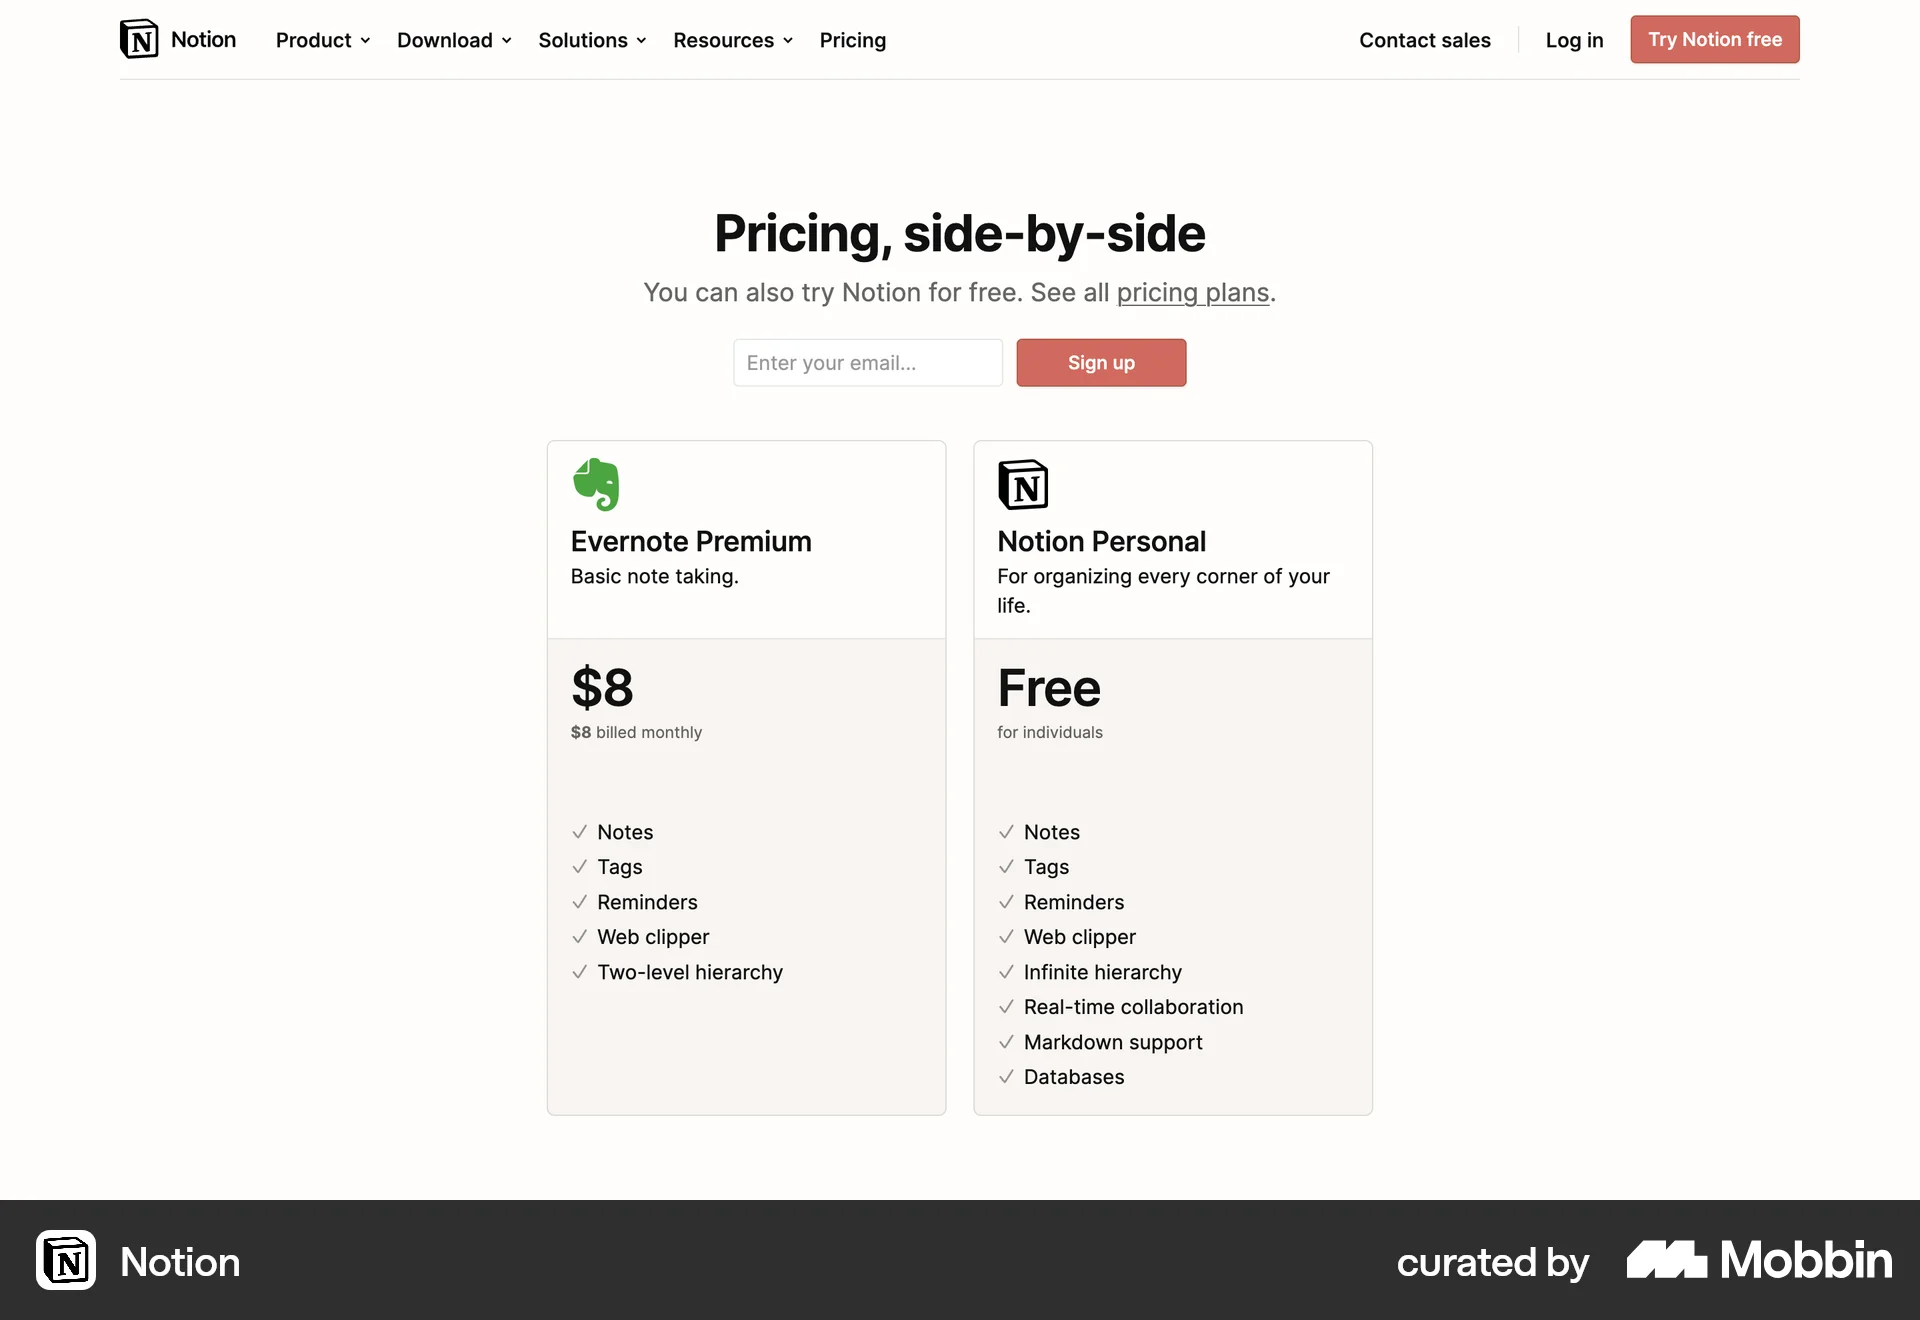 Notion
Product
Download
Solutions
Resources
Pricing
Contact sales
Log in
Try Notion free
Pricing, side-by-side
You can also try Notion for free. See all pricing plans.
Enter your email...
Sign up
Evernote Premium
Basic note taking.
$8
$8 billed monthly
Notes
Tags
Reminders
Web clipper
Two-level hierarchy
N
Notion Personal
For organizing every corner of your
life.
Free
for individuals
Notes
Tags
Reminders
Web clipper
Infinite hierarchy
Real-time collaboration
Markdown support
Databases
Notion
curated by Mobbin